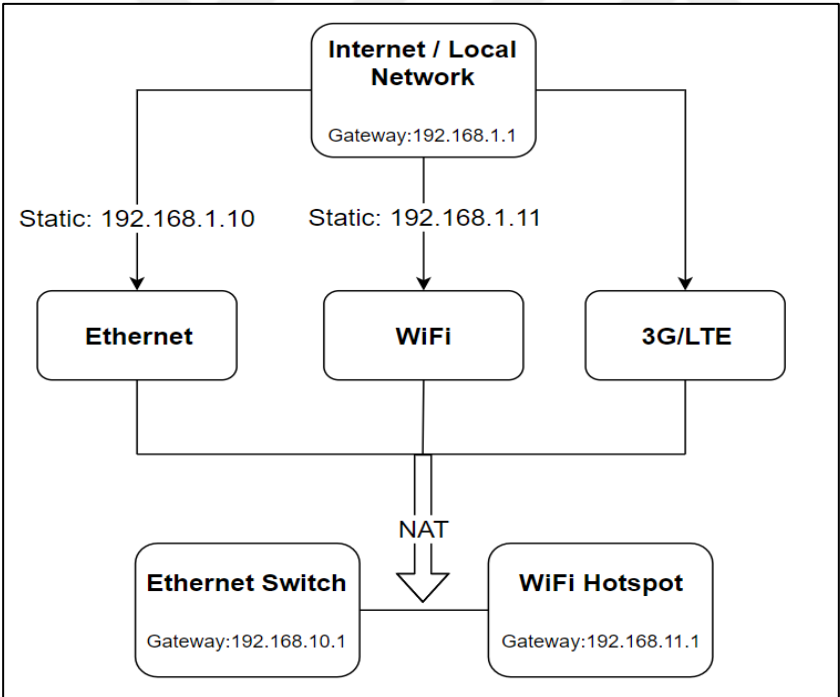 Internet / Local
Network
Gateway:192.168.1.1
Static: 192.168.1.10
Static: 192.168.1.11
Ethernet
WiFi
3G/LTE
NAT
Ethernet Switch
WiFi Hotspot
Gateway:192.168.10.1
Gateway:192.168.11.1